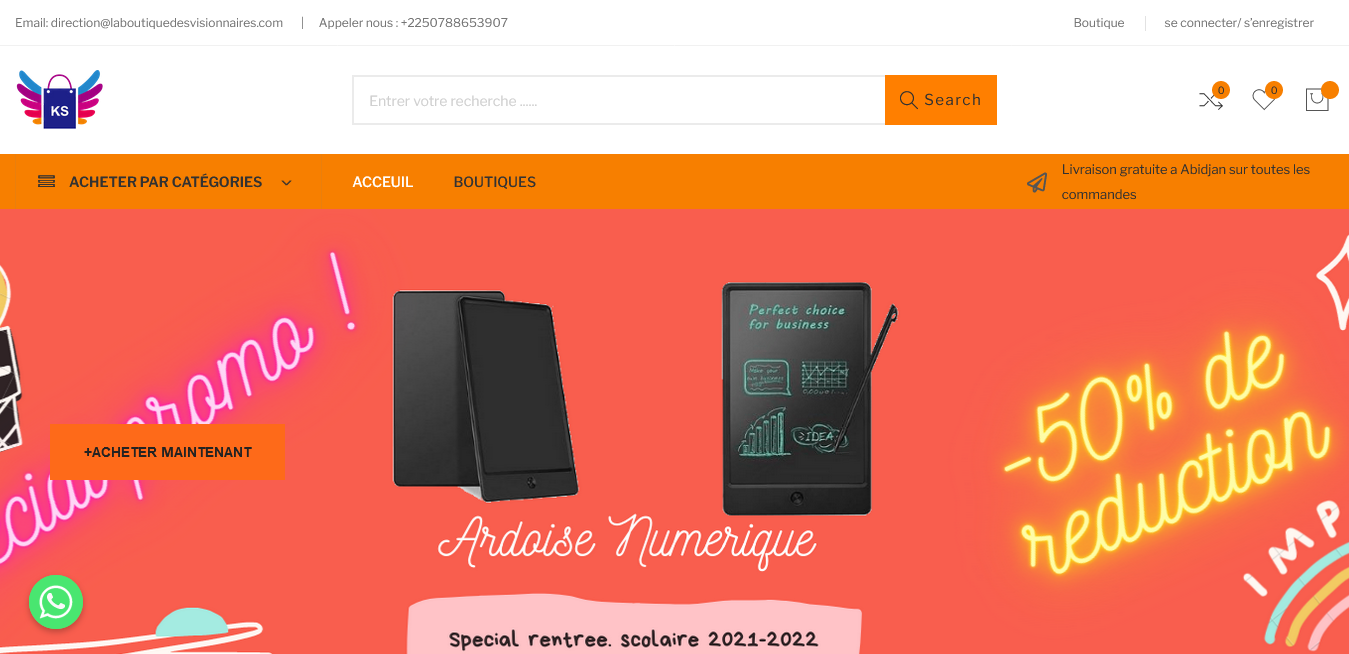 Email: direction@laboutiquedesvisionnaires.com | Appeler nous : +2250788653907
Boutique
se connecter/ s'enregistrer
KS
Entrer votre recherche ......
Search
0
0
ACHETER PAR CATÉGORIES
ACCEUIL
BOUTIQUES
Livraison gratuite a Abidjan sur toutes les
commandes
promo !
+ACHETER MAINTENANT
Perfect choice
for business
IDEA
-50% de
reduction
Ardoise Numerique
IMP
Special rentree. scolaire 2021-2022